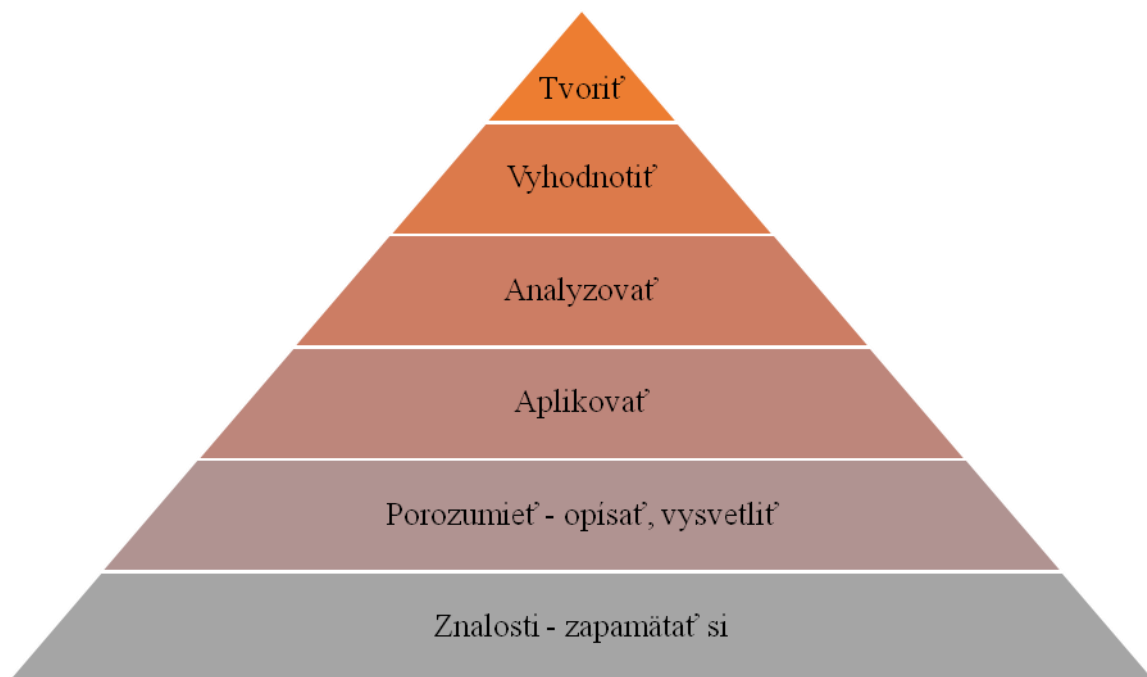 Tvoriť
Vyhodnotiť
Analyzovať
Aplikovať
Porozumieť - opísať, vysvetliť
Znalosti - zapamätať si